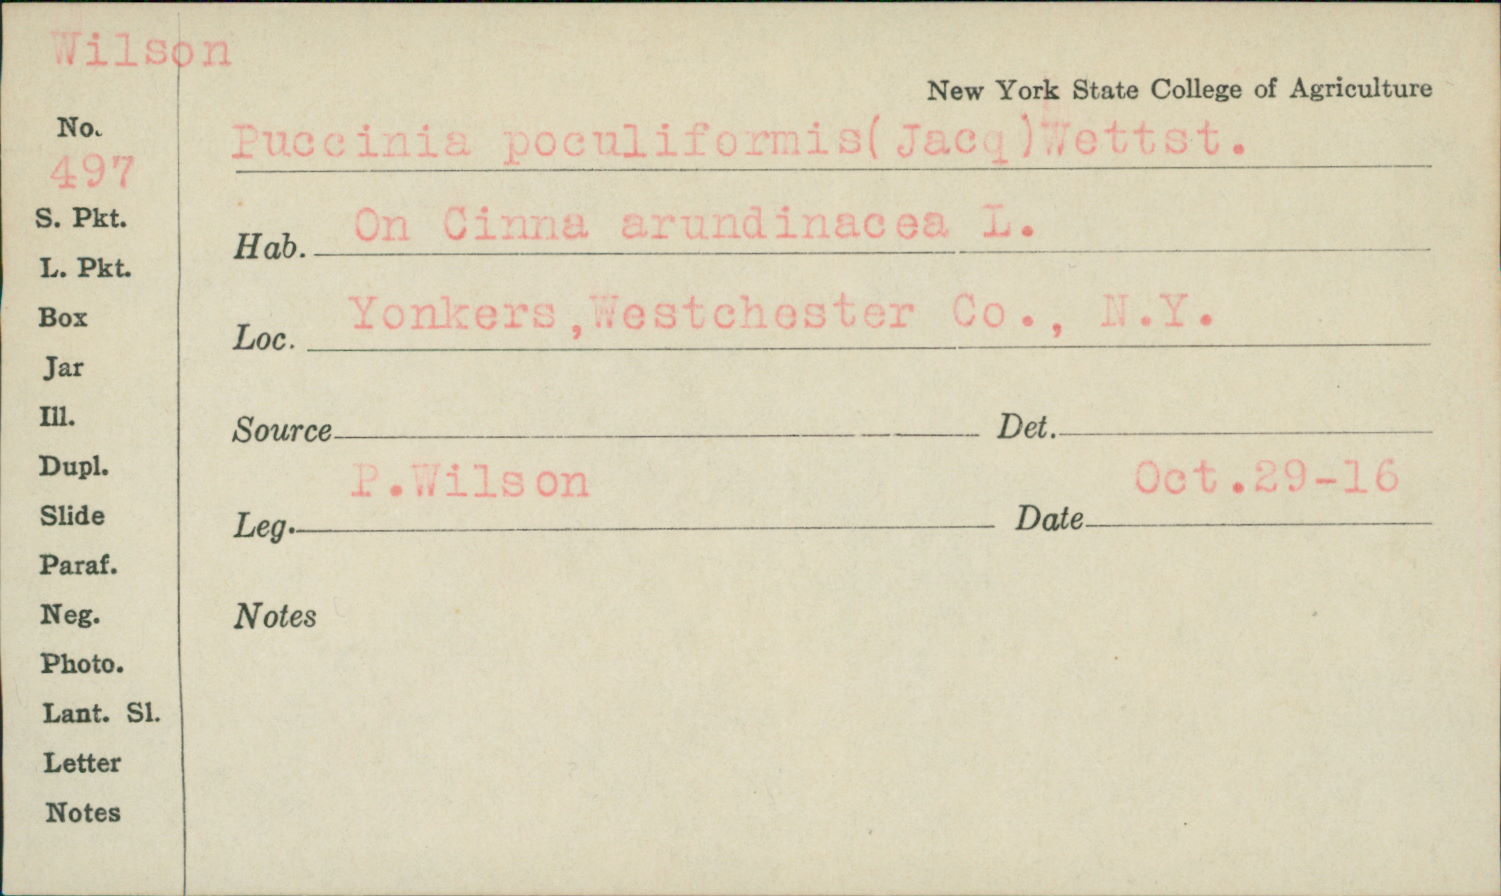 Wilson
New York State College of Agriculture
No.
497
Puccinia poculiformis(Jacq)Wettst.
S. Pkt.
Hab. On Cinna arundinacea L.
L. Pkt.
Box
Loc. Yonkers,Westchester Co., N.Y.
Jar
Ill.
Source Det.
Dupl.
Slide
Leg. P.Wilson Date Oct.29-16
Paraf.
Neg.
Notes
Photo.
Lant. Sl.
Letter
Notes